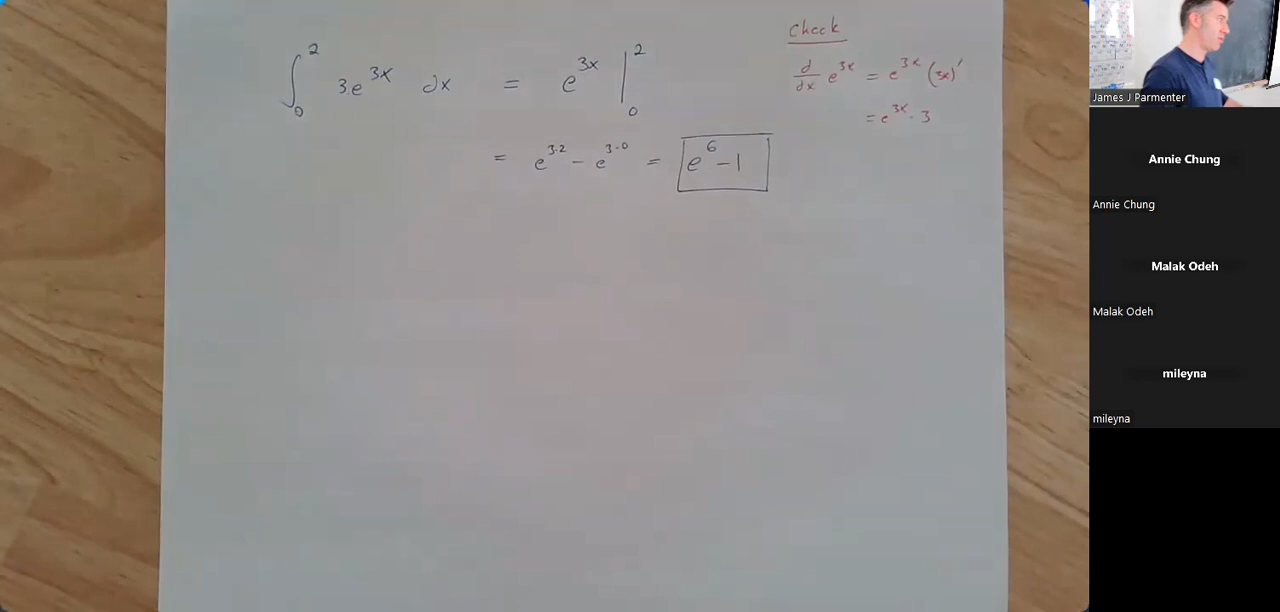 ∫₀² 3e^{3x} dx = e^{3x} |₀²
= e^{3·2} − e^{3·0} = e⁶ − 1
Check
d/dx e^{3x} = e^{3x} (3x)'
= e^{3x} · 3
James J Parmenter
Annie Chung
Annie Chung
Malak Odeh
Malak Odeh
mileyna
mileyna